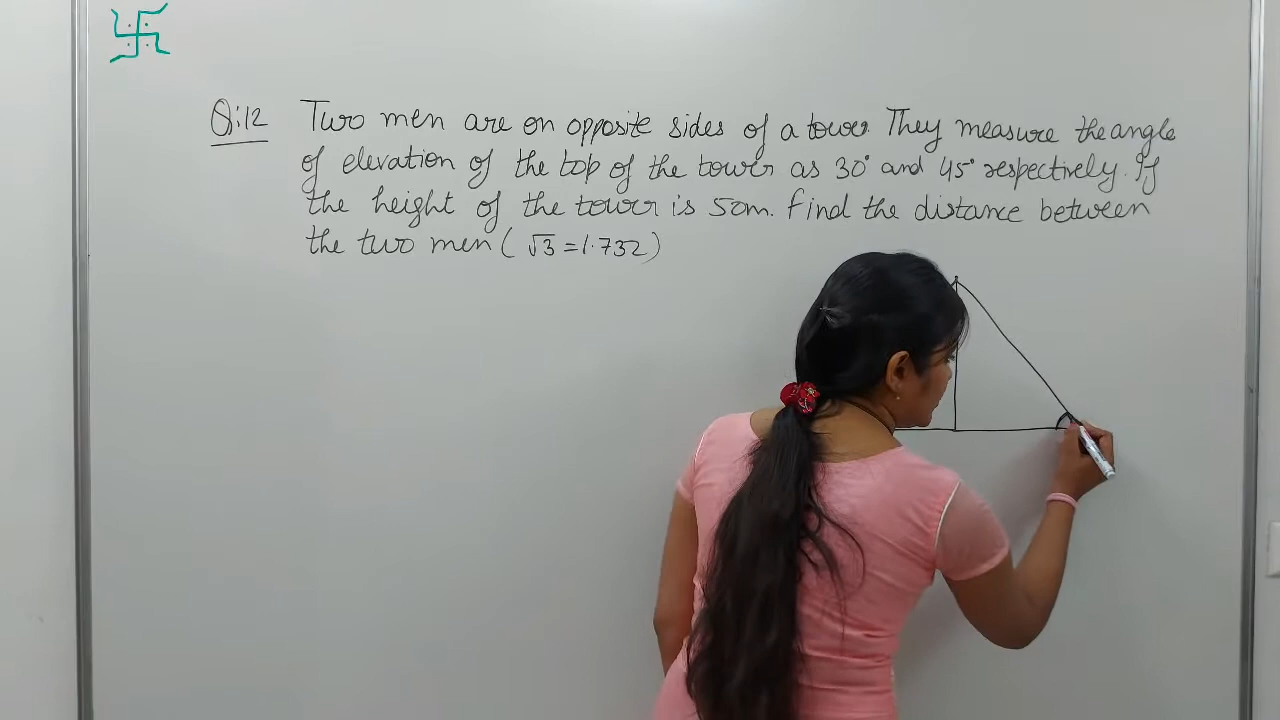 Q:12 Two men are on opposite sides of a tower. They measure the angle
of elevation of the top of the tower as 30° and 45° respectively. If
the height of the tower is 50m. Find the distance between
the two men ( √3 = 1.732)